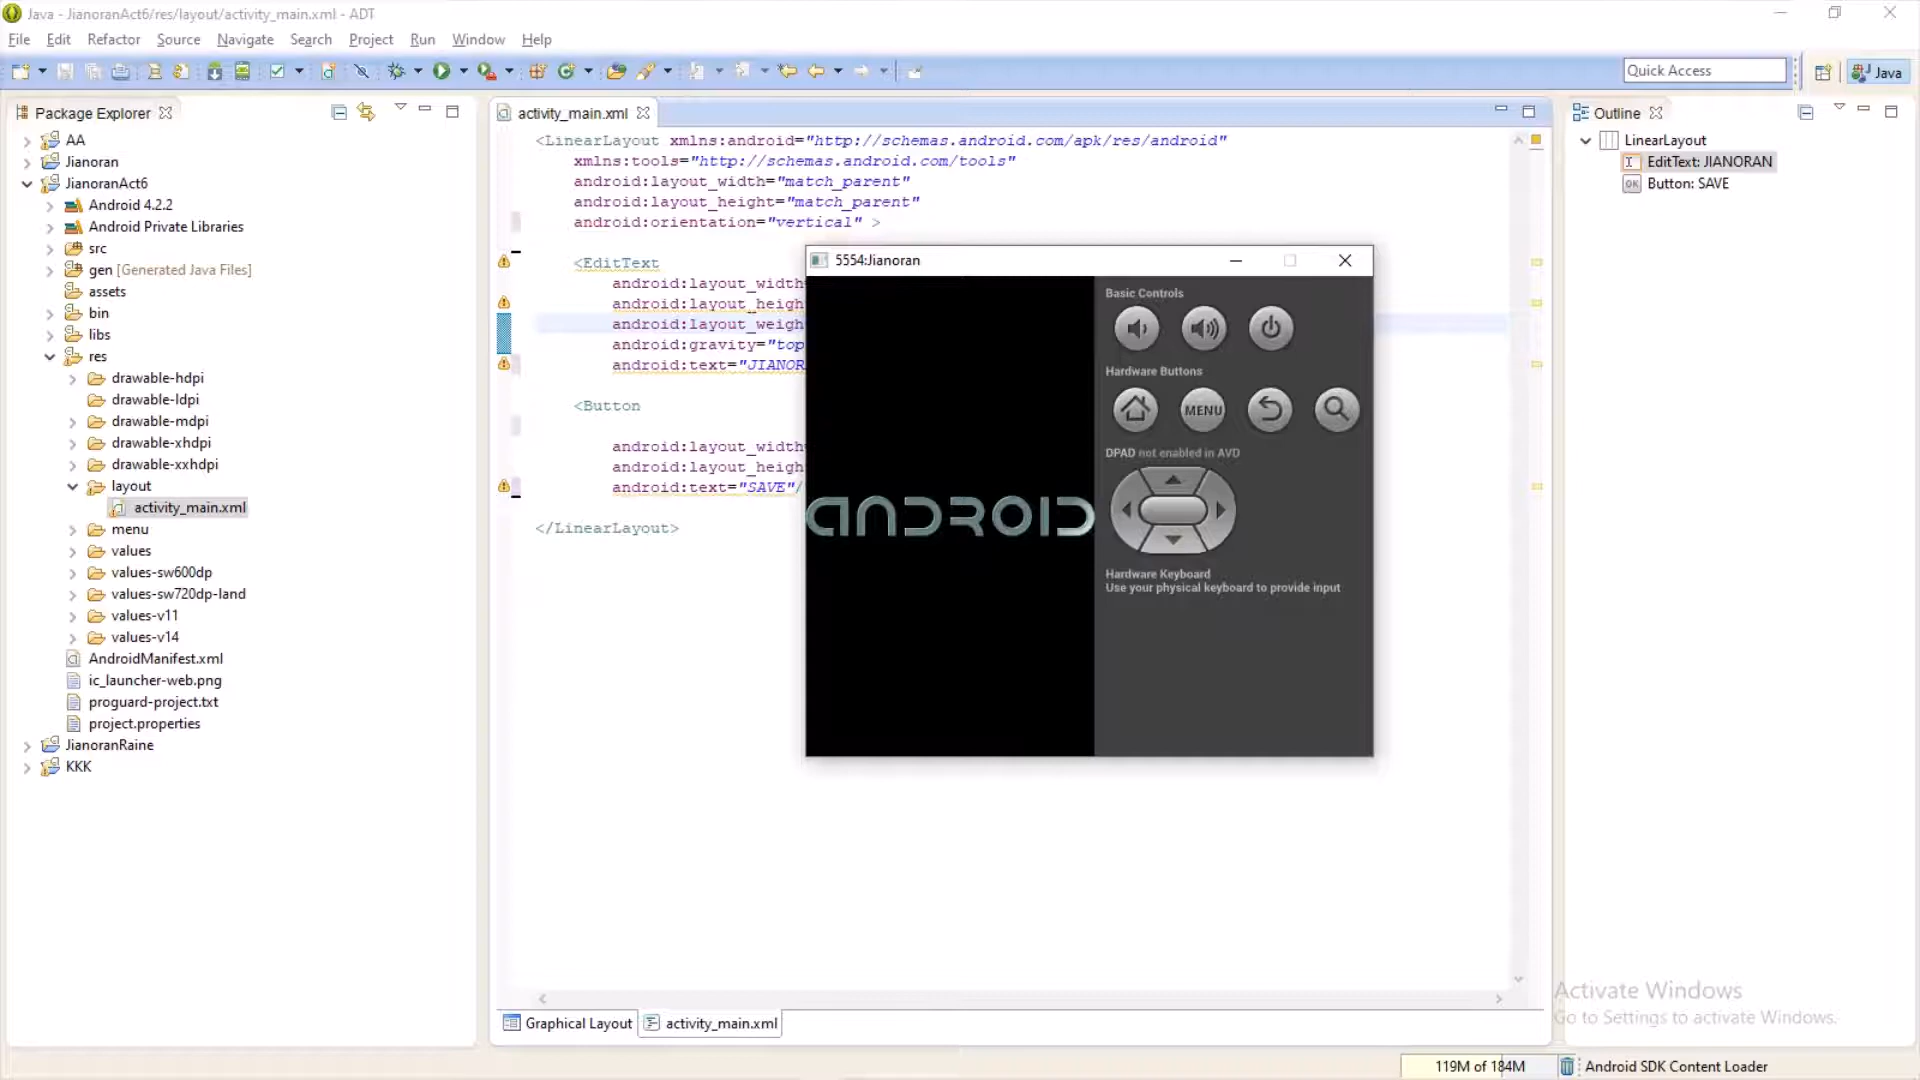 Java - JianoranAct6/res/layout/activity_main.xml - ADT
File Edit Refactor Source Navigate Search Project Run Window Help
Quick Access
Java
Package Explorer
AA
Jianoran
JianoranAct6
Android 4.2.2
Android Private Libraries
src
gen [Generated Java Files]
assets
bin
libs
res
drawable-hdpi
drawable-ldpi
drawable-mdpi
drawable-xhdpi
drawable-xxhdpi
layout
activity_main.xml
menu
values
values-sw600dp
values-sw720dp-land
values-v11
values-v14
AndroidManifest.xml
ic_launcher-web.png
proguard-project.txt
project.properties
JianoranRaine
KKK
activity_main.xml
<LinearLayout xmlns:android="http://schemas.android.com/apk/res/android"
xmlns:tools="http://schemas.android.com/tools"
android:layout_width="match_parent"
android:layout_height="match_parent"
android:orientation="vertical" >
<EditText
android:layout_width
android:layout_heigh
android:layout_weigh
android:gravity="top
android:text="JIANOR
<Button
android:layout_width
android:layout_heigh
android:text="SAVE"/
</LinearLayout>
5554:Jianoran
ANDROID
Basic Controls
Hardware Buttons
MENU
DPAD not enabled in AVD
Hardware Keyboard
Use your physical keyboard to provide input
Graphical Layout
activity_main.xml
Outline
LinearLayout
EditText: JIANORAN
OK
Button: SAVE
Activate Windows
Go to Settings to activate Windows.
119M of 184M
Android SDK Content Loader